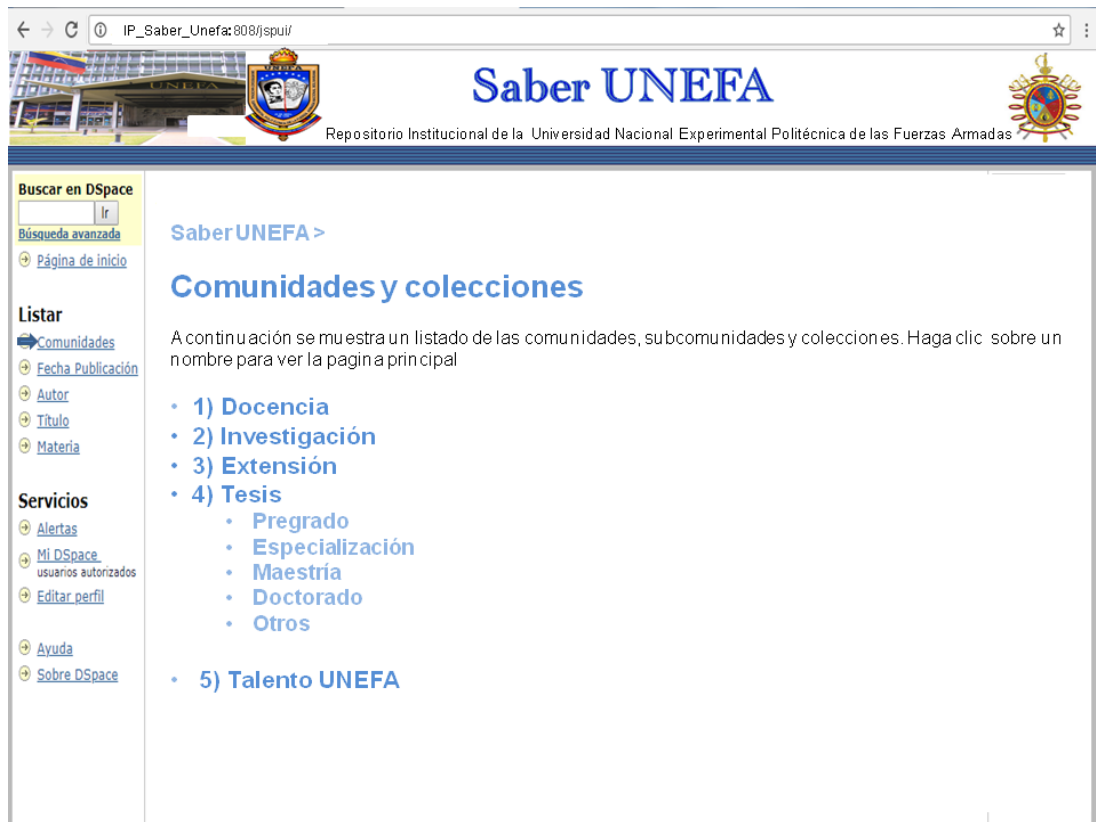 IP_Saber_Unefa:808/jspui/
UNEFA
UNEFA
Saber UNEFA
Repositorio Institucional de la Universidad Nacional Experimental Politécnica de las Fuerzas Armadas
Buscar en DSpace
Ir
Búsqueda avanzada
Página de inicio
Listar
Comunidades
Fecha Publicación
Autor
Título
Materia
Servicios
Alertas
Mi DSpace
usuarios autorizados
Editar perfil
Ayuda
Sobre DSpace
Saber UNEFA >
Comunidades y colecciones
A continuación se muestra un listado de las comunidades, subcomunidades y colecciones. Haga clic sobre un
nombre para ver la pagina principal
• 1) Docencia
• 2) Investigación
• 3) Extensión
• 4) Tesis
• Pregrado
• Especialización
• Maestría
• Doctorado
• Otros
• 5) Talento UNEFA